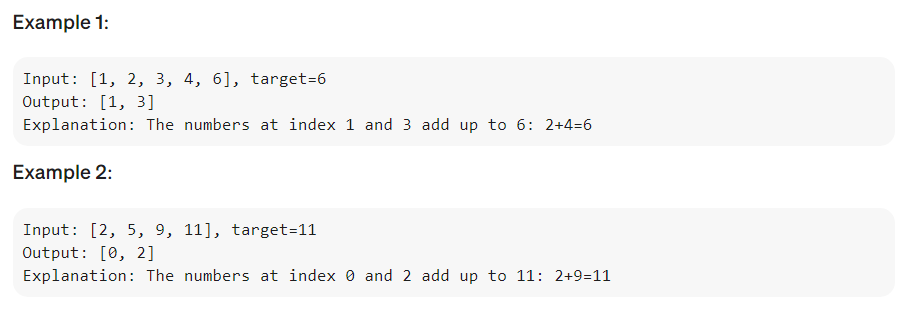 Example 1:
Input: [1, 2, 3, 4, 6], target=6
Output: [1, 3]
Explanation: The numbers at index 1 and 3 add up to 6: 2+4=6
Example 2:
Input: [2, 5, 9, 11], target=11
Output: [0, 2]
Explanation: The numbers at index 0 and 2 add up to 11: 2+9=11